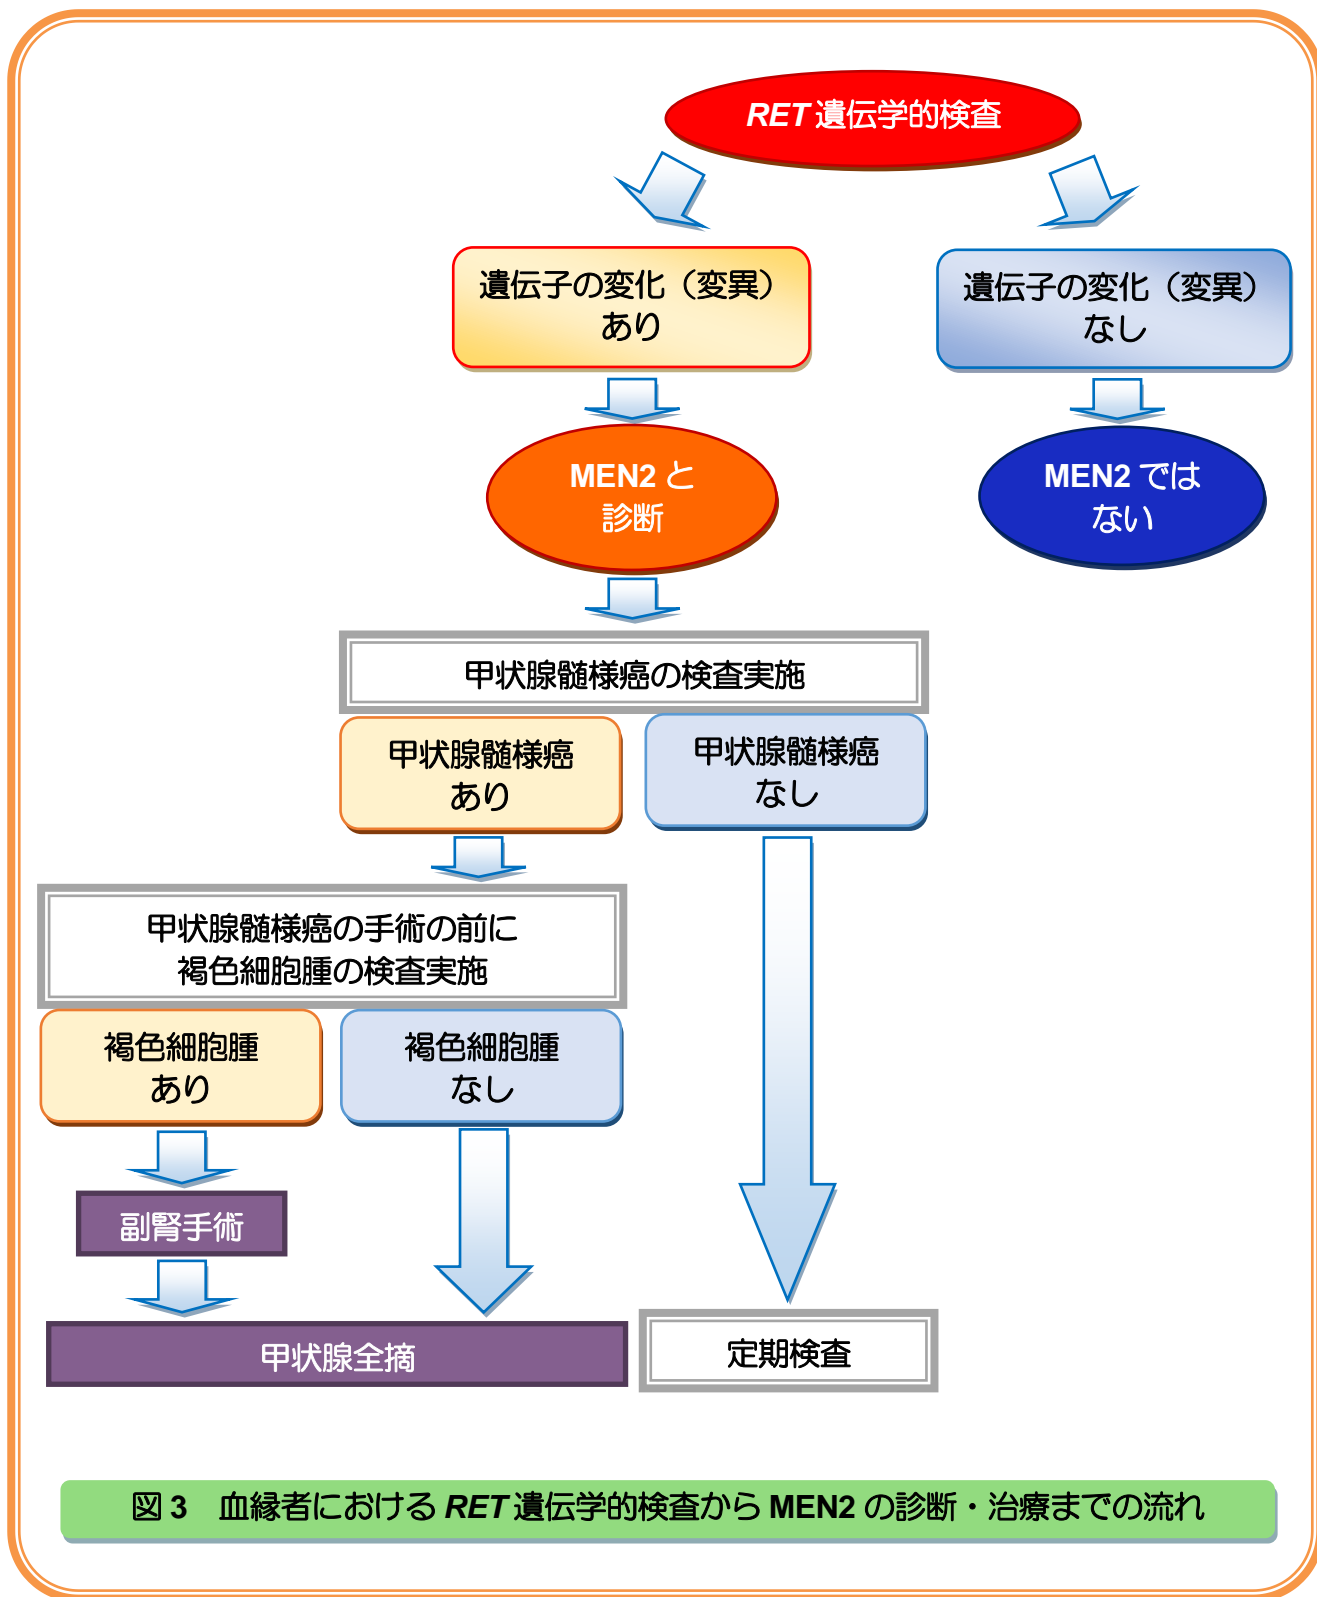 RET 遺伝学的検査
遺伝子の変化（変異）
あり
遺伝子の変化（変異）
なし
MEN2 と
診断
MEN2 では
ない
甲状腺髄様癌の検査実施
甲状腺髄様癌
あり
甲状腺髄様癌
なし
甲状腺髄様癌の手術の前に
褐色細胞腫の検査実施
褐色細胞腫
あり
褐色細胞腫
なし
副腎手術
甲状腺全摘
定期検査
図 3　血縁者における RET 遺伝学的検査から MEN2 の診断・治療までの流れ